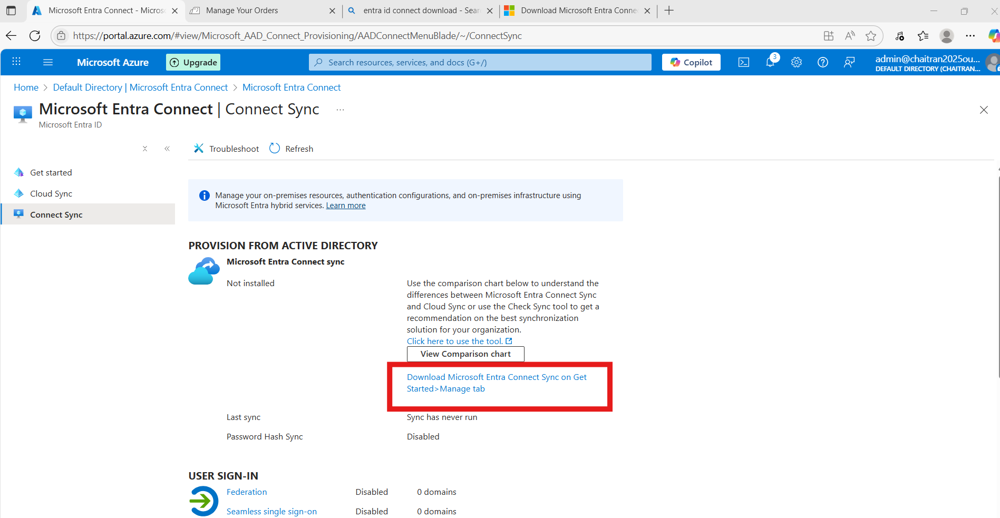 Microsoft Entra Connect - Micros
Manage Your Orders
entra id connect download - Sear
Download Microsoft Entra Conne
https://portal.azure.com/#view/Microsoft_AAD_Connect_Provisioning/AADConnectMenuBlade/~/ConnectSync
Microsoft Azure
Upgrade
Search resources, services, and docs (G+/)
Copilot
3
admin@chaitran2025ou...
DEFAULT DIRECTORY (CHAITRAN...
Home > Default Directory | Microsoft Entra Connect > Microsoft Entra Connect
Microsoft Entra Connect | Connect Sync ...
Microsoft Entra ID
Troubleshoot
Refresh
Get started
Cloud Sync
Connect Sync
Manage your on-premises resources, authentication configurations, and on-premises infrastructure using
Microsoft Entra hybrid services. Learn more
PROVISION FROM ACTIVE DIRECTORY
Microsoft Entra Connect sync
Not installed
Use the comparison chart below to understand the
differences between Microsoft Entra Connect Sync
and Cloud Sync or use the Check Sync tool to get a
recommendation on the best synchronization
solution for your organization.
Click here to use the tool.
View Comparison chart
Download Microsoft Entra Connect Sync on Get
Started>Manage tab
Last sync
Sync has never run
Password Hash Sync
Disabled
USER SIGN-IN
Federation
Disabled
0 domains
Seamless single sign-on
Disabled
0 domains